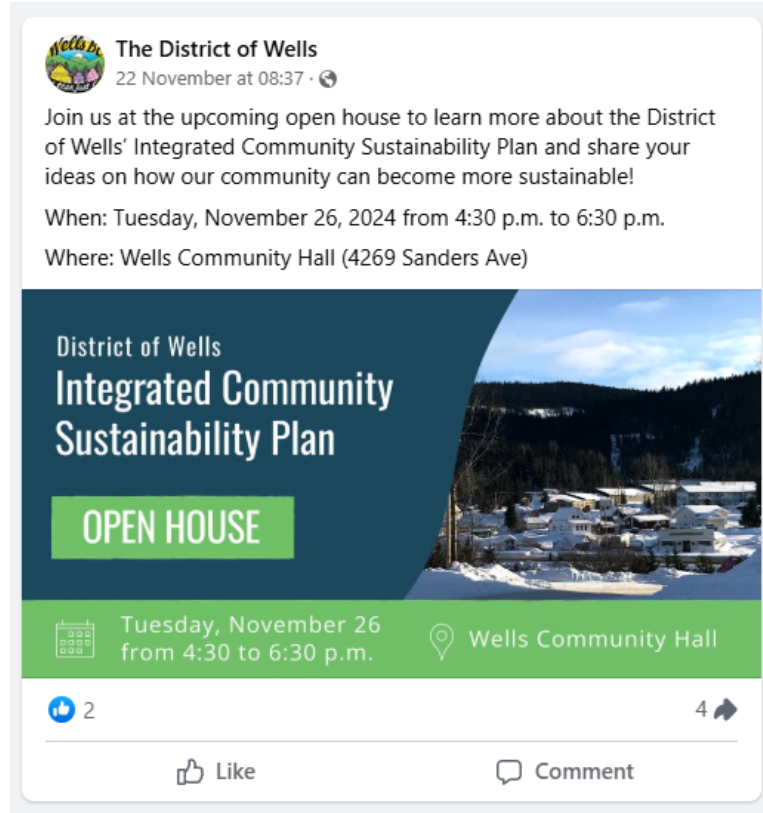 The District of Wells
22 November at 08:37 ·
Join us at the upcoming open house to learn more about the District
of Wells' Integrated Community Sustainability Plan and share your
ideas on how our community can become more sustainable!
When: Tuesday, November 26, 2024 from 4:30 p.m. to 6:30 p.m.
Where: Wells Community Hall (4269 Sanders Ave)
District of Wells
Integrated Community
Sustainability Plan
OPEN HOUSE
Tuesday, November 26
from 4:30 to 6:30 p.m.
Wells Community Hall
2
4
Like
Comment